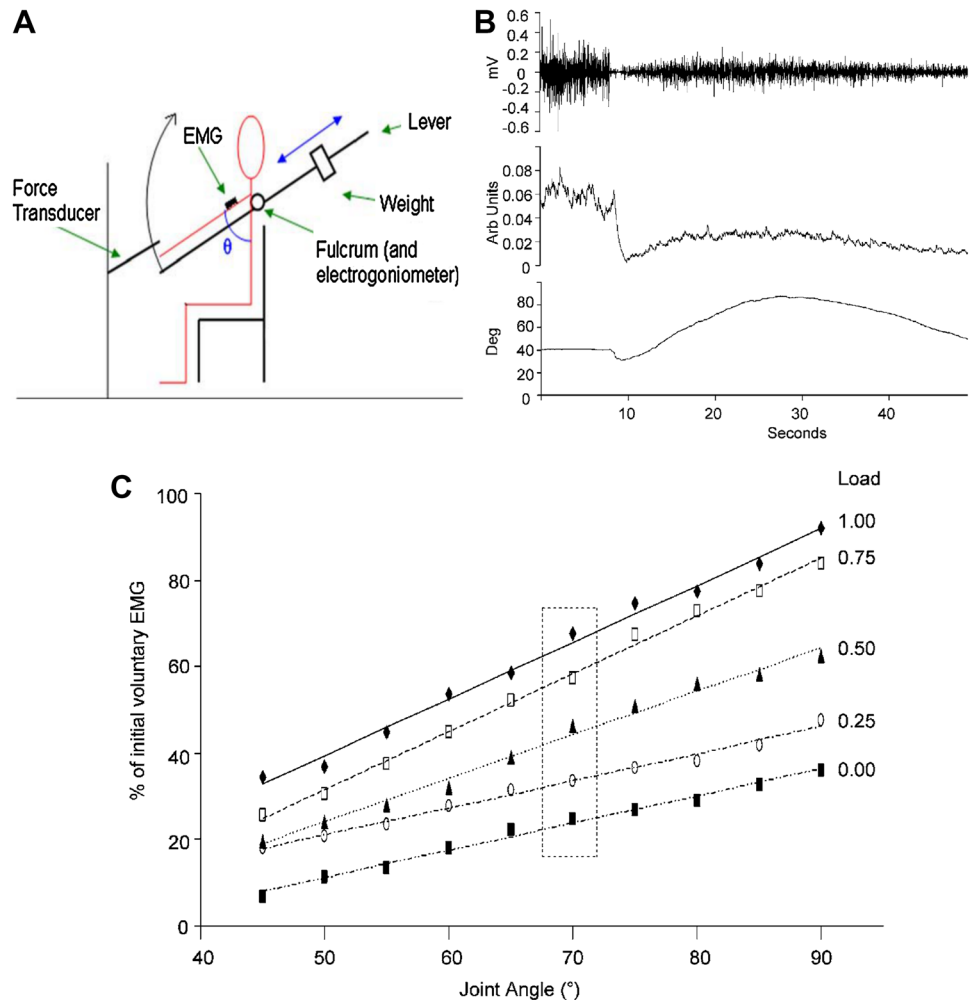 A
EMG
Lever
Force
Transducer
Weight
θ
Fulcrum (and
electrogoniometer)
B
0.6
0.4
0.2
0
-0.2
-0.4
-0.6
mV
0.08
0.06
0.04
0.02
0
Arb Units
80
60
40
20
0
Deg
10
20
30
40
Seconds
C
Load
100
80
60
40
20
0
% of initial voluntary EMG
1.00
0.75
0.50
0.25
0.00
40
50
60
70
80
90
Joint Angle (°)